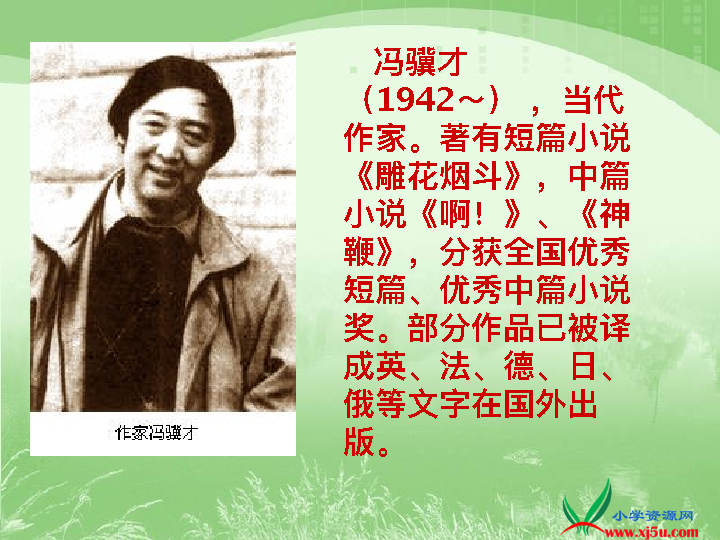 冯骥才
（1942～），当代
作家。著有短篇小说
《雕花烟斗》，中篇
小说《啊！》、《神
鞭》，分获全国优秀
短篇、优秀中篇小说
奖。部分作品已被译
成英、法、德、日、
俄等文字在国外出
版。
作家冯骥才
小学资源网
www.xj5u.com